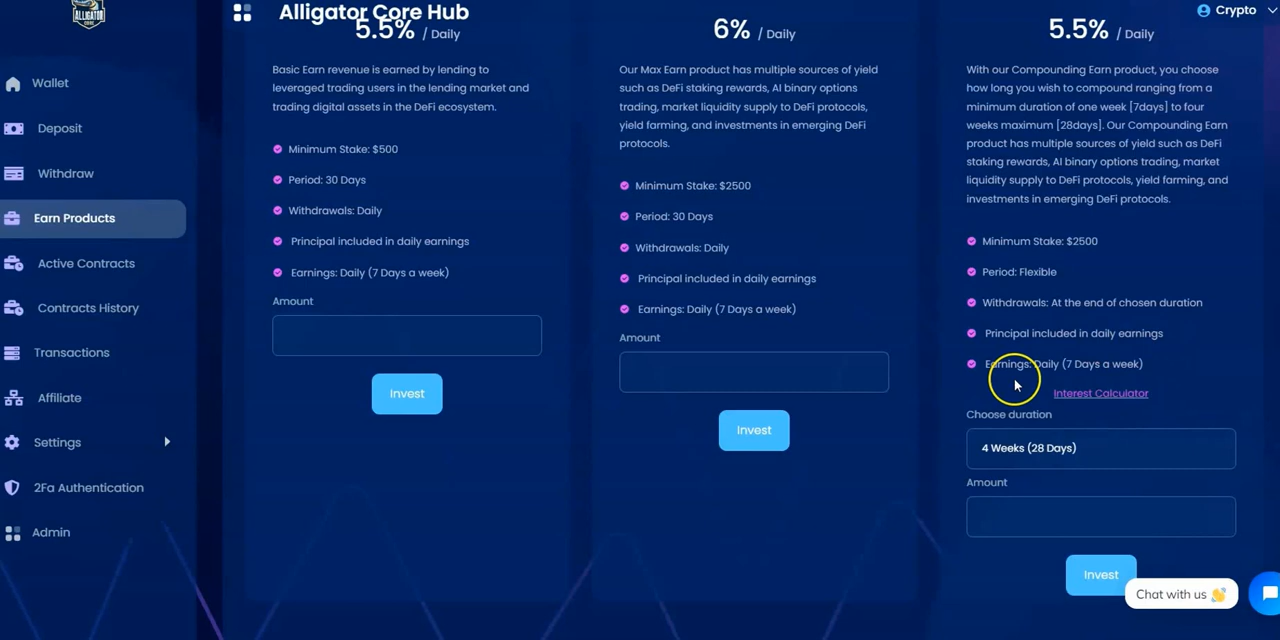 ALLIGATOR
CORE
Alligator Core Hub
Crypto
Wallet
Deposit
Withdraw
Earn Products
Active Contracts
Contracts History
Transactions
Affiliate
Settings
2Fa Authentication
Admin
5.5% / Daily
Basic Earn revenue is earned by lending to
leveraged trading users in the lending market and
trading digital assets in the DeFi ecosystem.
Minimum Stake: $500
Period: 30 Days
Withdrawals: Daily
Principal included in daily earnings
Earnings: Daily (7 Days a week)
Amount
Invest
6% / Daily
Our Max Earn product has multiple sources of yield
such as DeFi staking rewards, AI binary options
trading, market liquidity supply to DeFi protocols,
yield farming, and investments in emerging DeFi
protocols.
Minimum Stake: $2500
Period: 30 Days
Withdrawals: Daily
Principal included in daily earnings
Earnings: Daily (7 Days a week)
Amount
Invest
5.5% / Daily
With our Compounding Earn product, you choose
how long you wish to compound ranging from a
minimum duration of one week [7days] to four
weeks maximum [28days]. Our Compounding Earn
product has multiple sources of yield such as DeFi
staking rewards, AI binary options trading, market
liquidity supply to DeFi protocols, yield farming, and
investments in emerging DeFi protocols.
Minimum Stake: $2500
Period: Flexible
Withdrawals: At the end of chosen duration
Principal included in daily earnings
Earnings: Daily (7 Days a week)
Interest Calculator
Choose duration
4 Weeks (28 Days)
Amount
Invest
Chat with us 👋